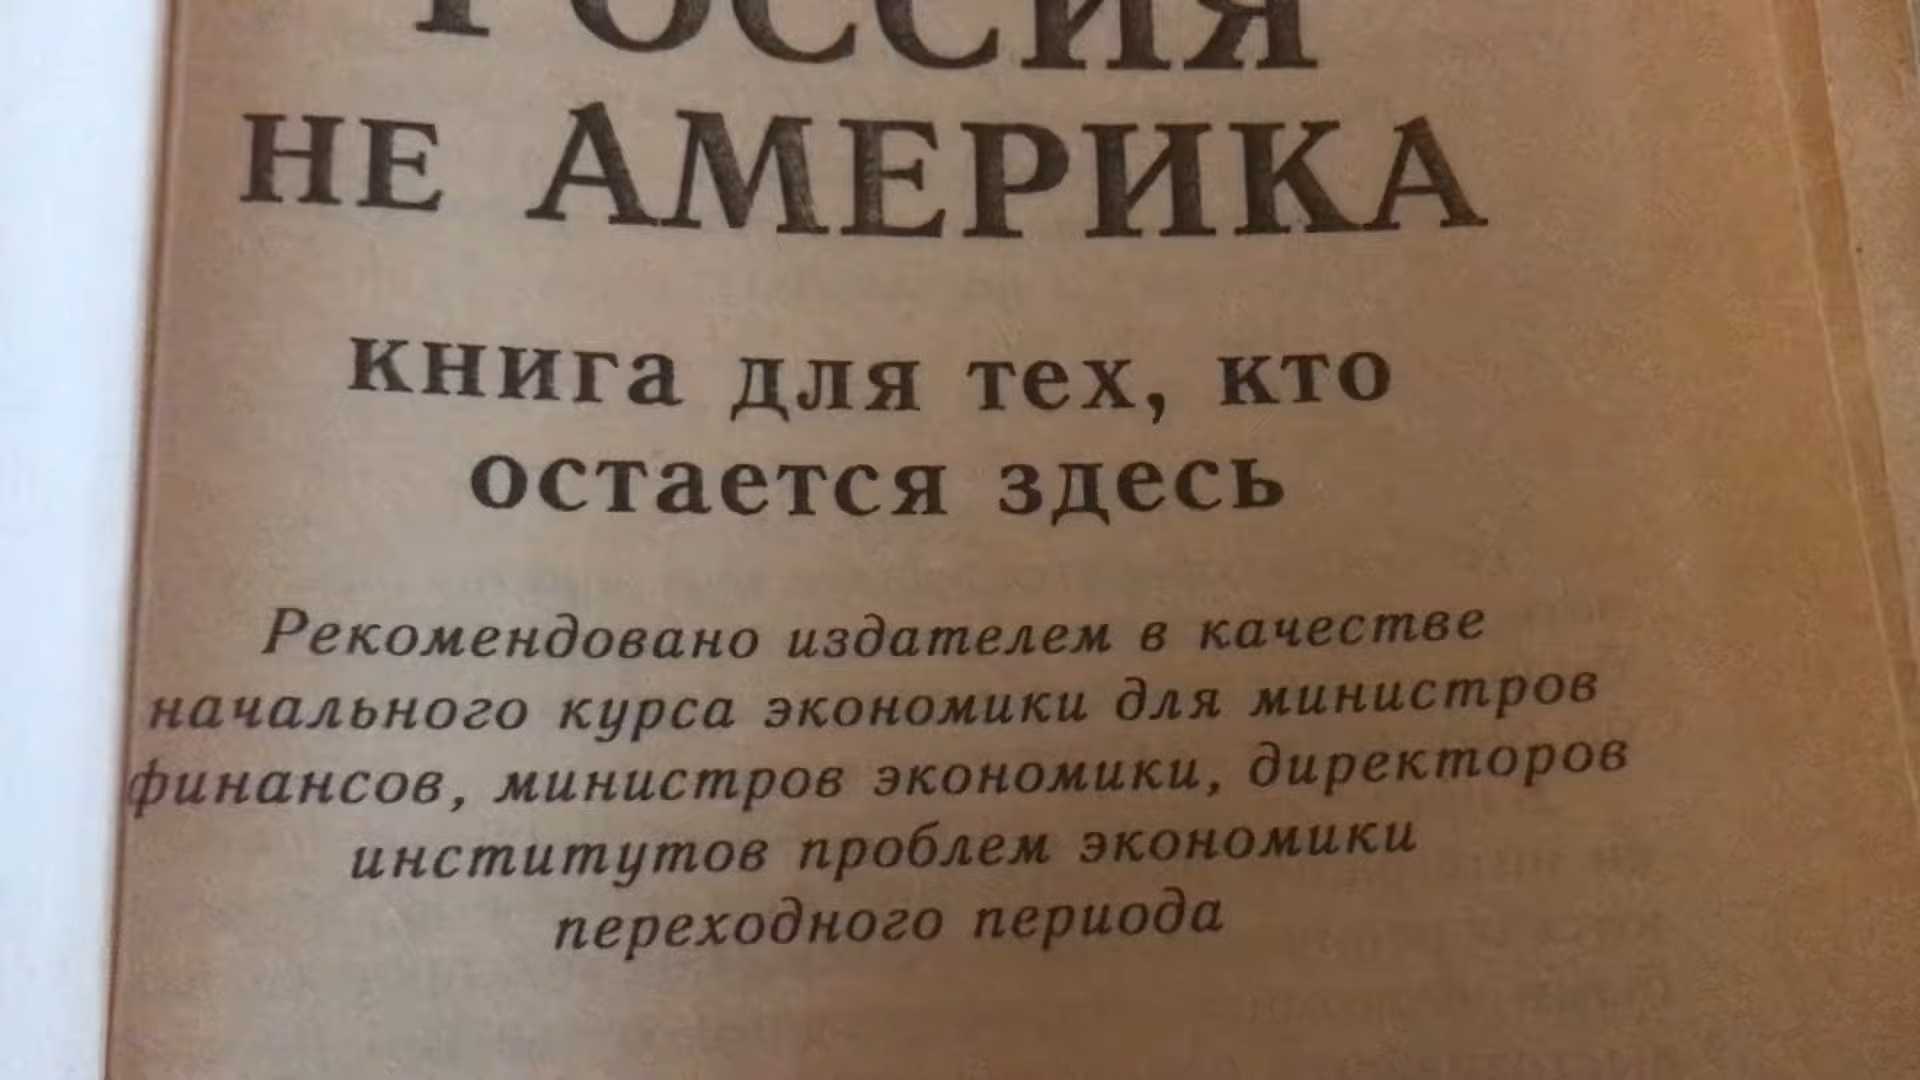 РОССИЯ
НЕ АМЕРИКА
книга для тех, кто
остается здесь
Рекомендовано издателем в качестве
начального курса экономики для министров
финансов, министров экономики, директоров
институтов проблем экономики
переходного периода